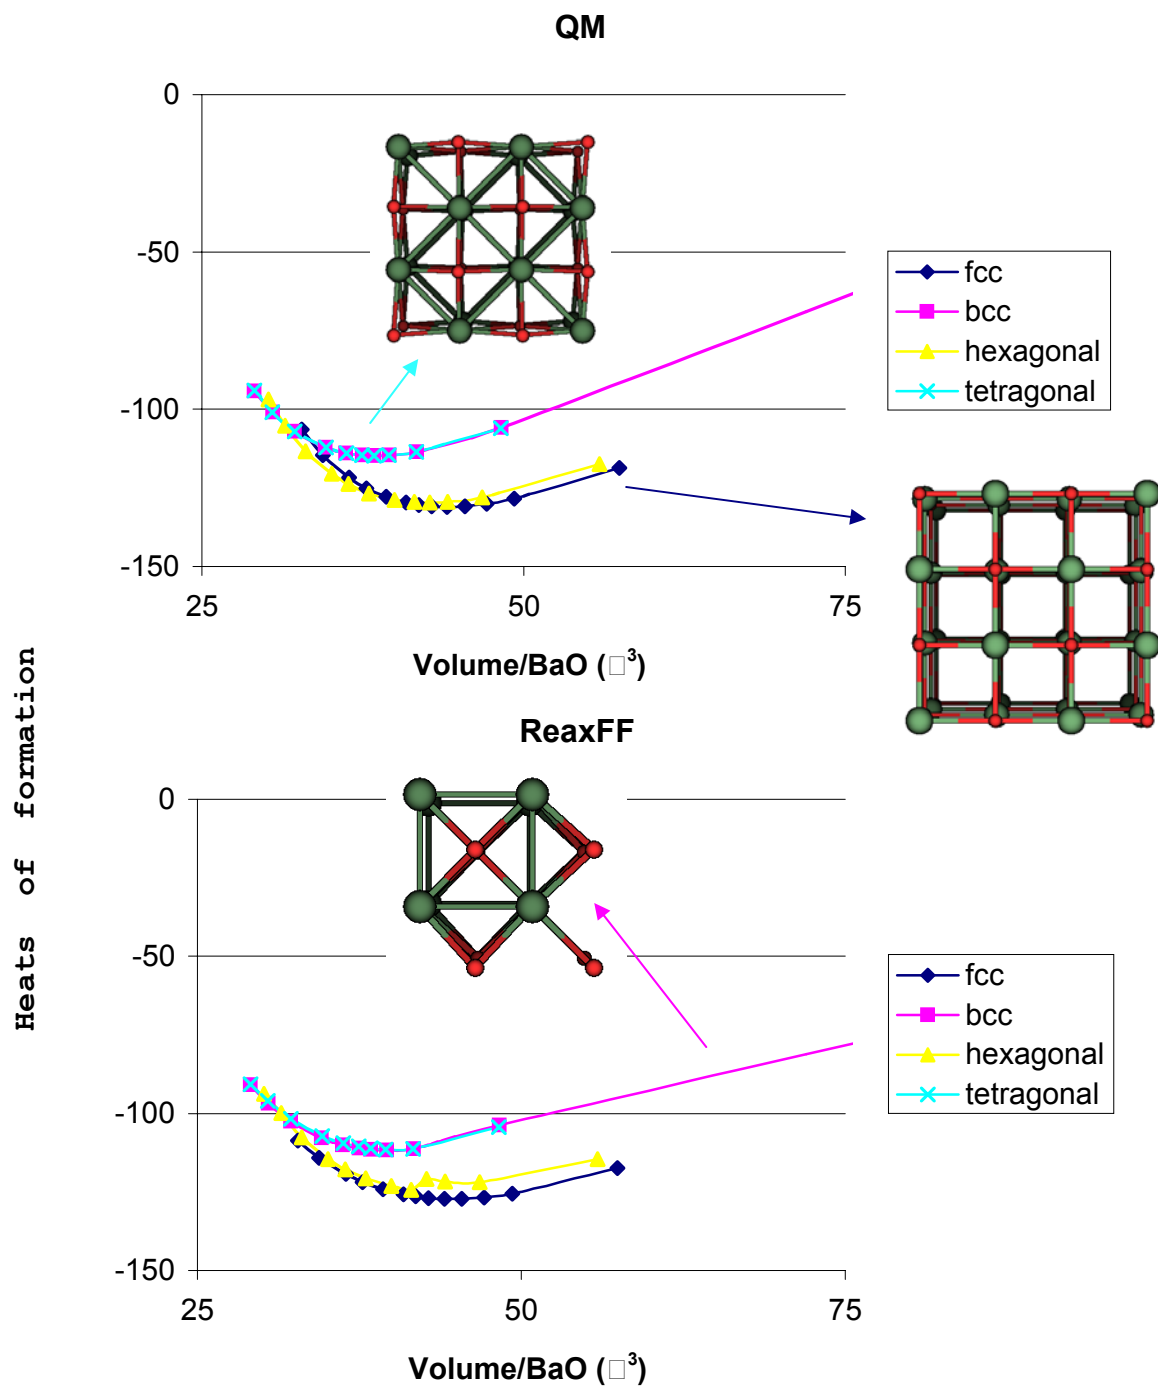 QM
0
-50
-100
-150
25
50
75
Volume/BaO (□³)
fcc
bcc
hexagonal
tetragonal
Heats of formation
ReaxFF
0
-50
-100
-150
25
50
75
Volume/BaO (□³)
fcc
bcc
hexagonal
tetragonal